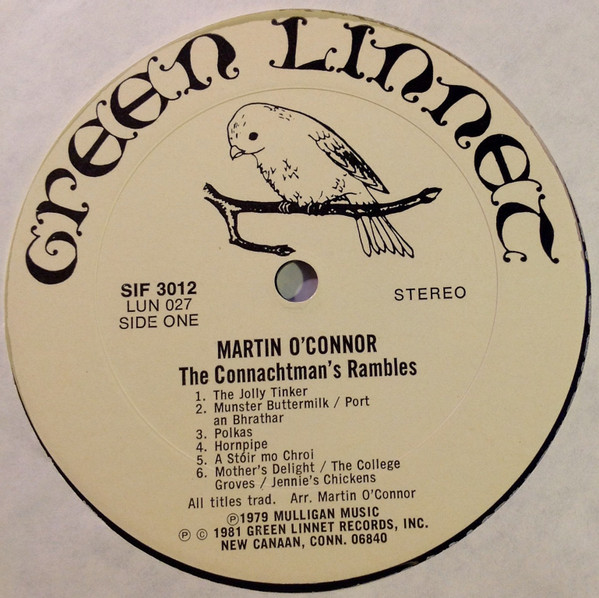 GREEN LINNET
SIF 3012
LUN 027
SIDE ONE
STEREO
MARTIN O'CONNOR
The Connachtman's Rambles
1. The Jolly Tinker
2. Munster Buttermilk / Port
an Bhrathar
3. Polkas
4. Hornpipe
5. A Stóir mo Chroi
6. Mother's Delight / The College
Groves / Jennie's Chickens
All titles trad. Arr. Martin O'Connor
Ⓟ1979 MULLIGAN MUSIC
Ⓟ © 1981 GREEN LINNET RECORDS, INC.
NEW CANAAN, CONN. 06840